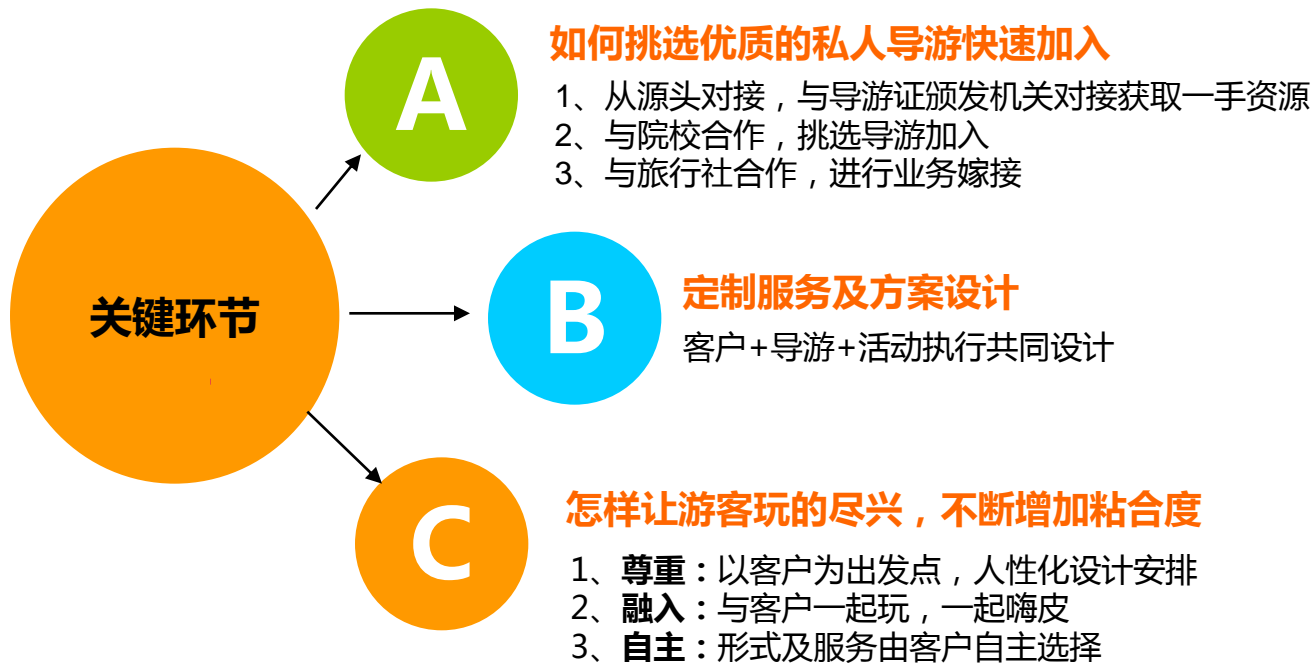 关键环节
A
如何挑选优质的私人导游快速加入
1、从源头对接，与导游证颁发机关对接获取一手资源
2、与院校合作，挑选导游加入
3、与旅行社合作，进行业务嫁接
B
定制服务及方案设计
客户+导游+活动执行共同设计
C
怎样让游客玩的尽兴，不断增加粘合度
1、尊重：以客户为出发点，人性化设计安排
2、融入：与客户一起玩，一起嗨皮
3、自主：形式及服务由客户自主选择